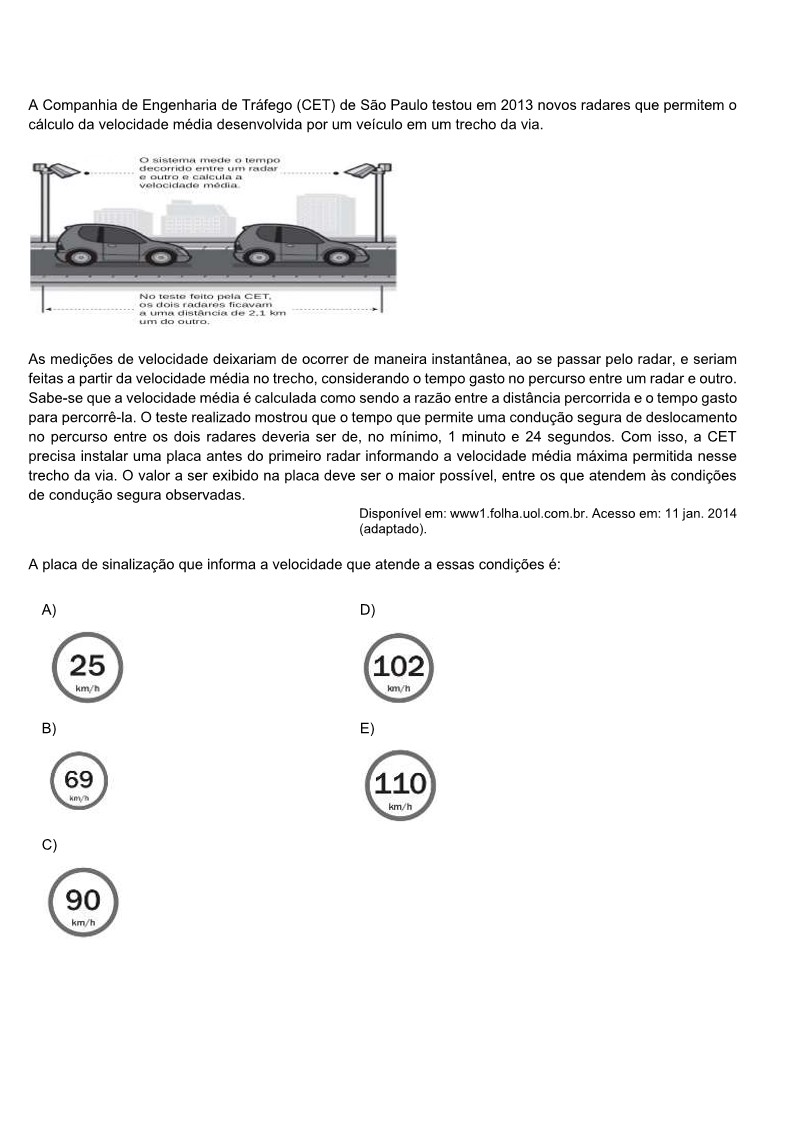 A Companhia de Engenharia de Tráfego (CET) de São Paulo testou em 2013 novos radares que permitem o
cálculo da velocidade média desenvolvida por um veículo em um trecho da via.
O sistema mede o tempo
decorrido entre um radar
e outro e calcula a
velocidade média.
No teste feito pela CET,
os dois radares ficavam
a uma distância de 2,1 km
um do outro.
As medições de velocidade deixariam de ocorrer de maneira instantânea, ao se passar pelo radar, e seriam
feitas a partir da velocidade média no trecho, considerando o tempo gasto no percurso entre um radar e outro.
Sabe-se que a velocidade média é calculada como sendo a razão entre a distância percorrida e o tempo gasto
para percorrê-la. O teste realizado mostrou que o tempo que permite uma condução segura de deslocamento
no percurso entre os dois radares deveria ser de, no mínimo, 1 minuto e 24 segundos. Com isso, a CET
precisa instalar uma placa antes do primeiro radar informando a velocidade média máxima permitida nesse
trecho da via. O valor a ser exibido na placa deve ser o maior possível, entre os que atendem às condições
de condução segura observadas.
Disponível em: www1.folha.uol.com.br. Acesso em: 11 jan. 2014
(adaptado).
A placa de sinalização que informa a velocidade que atende a essas condições é:
A)
25
km/h
B)
69
km/h
C)
90
km/h
D)
102
km/h
E)
110
km/h